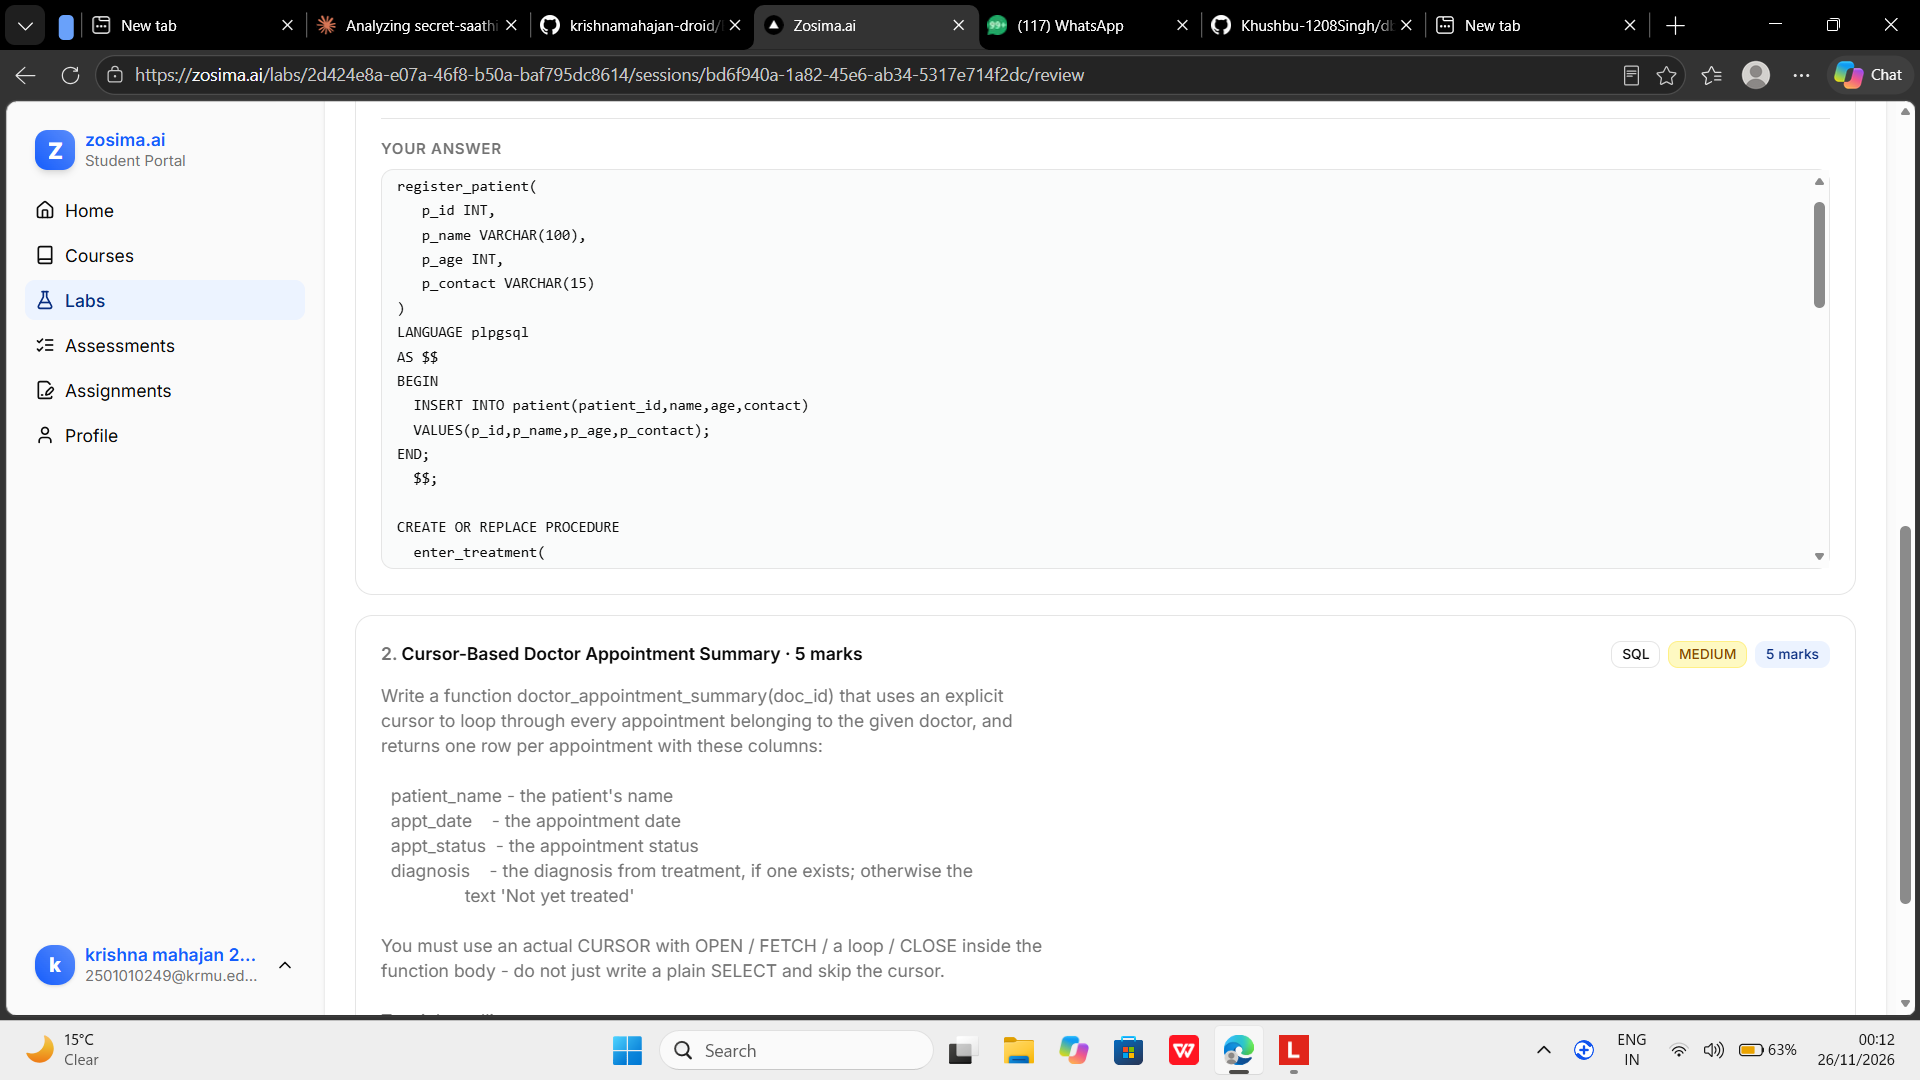 New tab
Analyzing secret-saathi
krishnamahajan-droid/
Zosima.ai
(117) WhatsApp
Khushbu-1208Singh/db
New tab
https://zosima.ai/labs/2d424e8a-e07a-46f8-b50a-baf795dc8614/sessions/bd6f940a-1a82-45e6-ab34-5317e714f2dc/review
Chat
Z
zosima.ai
Student Portal
Home
Courses
Labs
Assessments
Assignments
Profile
k
krishna mahajan 2...
2501010249@krmu.ed...
YOUR ANSWER
register_patient(
p_id INT,
p_name VARCHAR(100),
p_age INT,
p_contact VARCHAR(15)
)
LANGUAGE plpgsql
AS $$
BEGIN
INSERT INTO patient(patient_id,name,age,contact)
VALUES(p_id,p_name,p_age,p_contact);
END;
$$;
CREATE OR REPLACE PROCEDURE
enter_treatment(
2. Cursor-Based Doctor Appointment Summary · 5 marks
SQL
MEDIUM
5 marks
Write a function doctor_appointment_summary(doc_id) that uses an explicit
cursor to loop through every appointment belonging to the given doctor, and
returns one row per appointment with these columns:
patient_name - the patient's name
appt_date - the appointment date
appt_status - the appointment status
diagnosis - the diagnosis from treatment, if one exists; otherwise the
text 'Not yet treated'
You must use an actual CURSOR with OPEN / FETCH / a loop / CLOSE inside the
function body - do not just write a plain SELECT and skip the cursor.
15°C
Clear
Search
W
L
ENG
IN
63%
00:12
26/11/2026